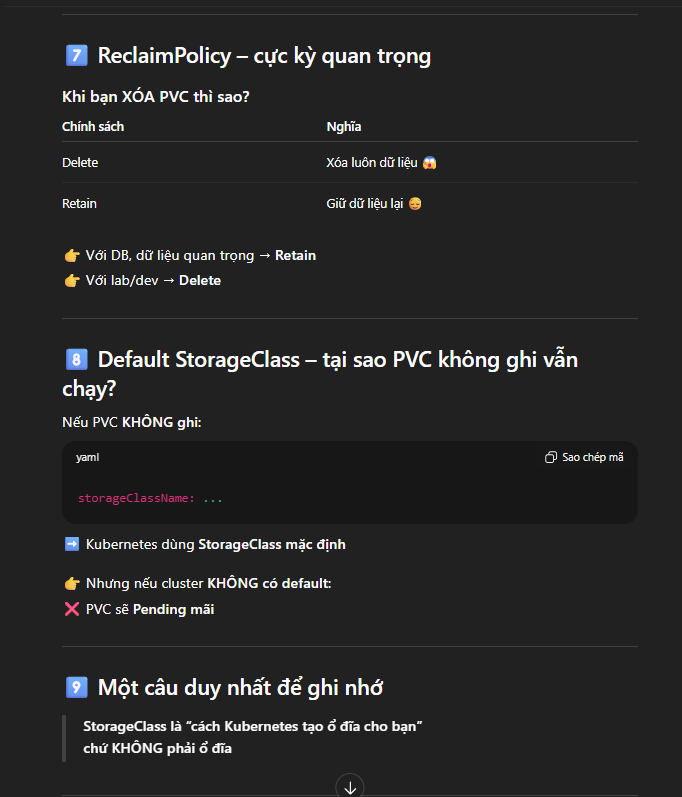 7 ReclaimPolicy – cực kỳ quan trọng
Khi bạn XÓA PVC thì sao?
Chính sách Nghĩa
Delete Xóa luôn dữ liệu 😱
Retain Giữ dữ liệu lại 😌
👉 Với DB, dữ liệu quan trọng → Retain
👉 Với lab/dev → Delete
8 Default StorageClass – tại sao PVC không ghi vẫn
chạy?
Nếu PVC KHÔNG ghi:
yaml Sao chép mã
storageClassName: ...
➡ Kubernetes dùng StorageClass mặc định
👉 Nhưng nếu cluster KHÔNG có default:
❌ PVC sẽ Pending mãi
9 Một câu duy nhất để ghi nhớ
StorageClass là “cách Kubernetes tạo ổ đĩa cho bạn”
chứ KHÔNG phải ổ đĩa